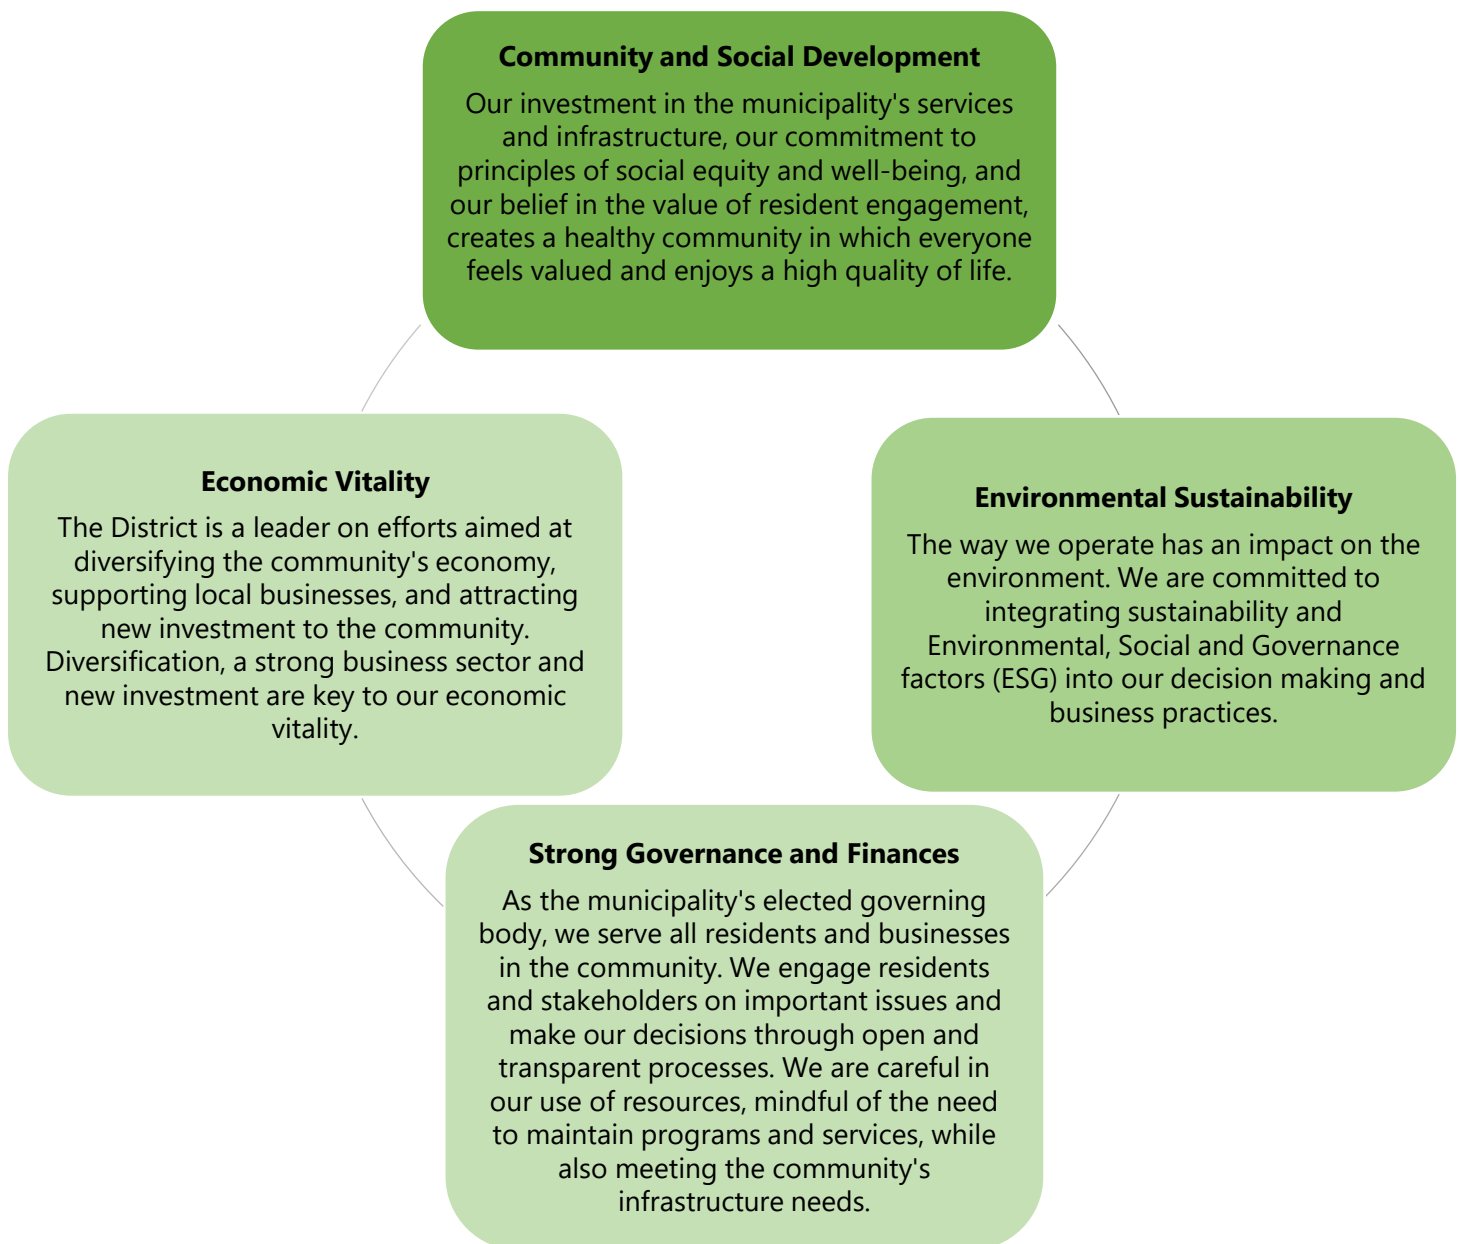 Community and Social Development
Our investment in the municipality's services
and infrastructure, our commitment to
principles of social equity and well-being, and
our belief in the value of resident engagement,
creates a healthy community in which everyone
feels valued and enjoys a high quality of life.
Economic Vitality
The District is a leader on efforts aimed at
diversifying the community's economy,
supporting local businesses, and attracting
new investment to the community.
Diversification, a strong business sector and
new investment are key to our economic
vitality.
Environmental Sustainability
The way we operate has an impact on the
environment. We are committed to
integrating sustainability and
Environmental, Social and Governance
factors (ESG) into our decision making and
business practices.
Strong Governance and Finances
As the municipality's elected governing
body, we serve all residents and businesses
in the community. We engage residents
and stakeholders on important issues and
make our decisions through open and
transparent processes. We are careful in
our use of resources, mindful of the need
to maintain programs and services, while
also meeting the community's
infrastructure needs.